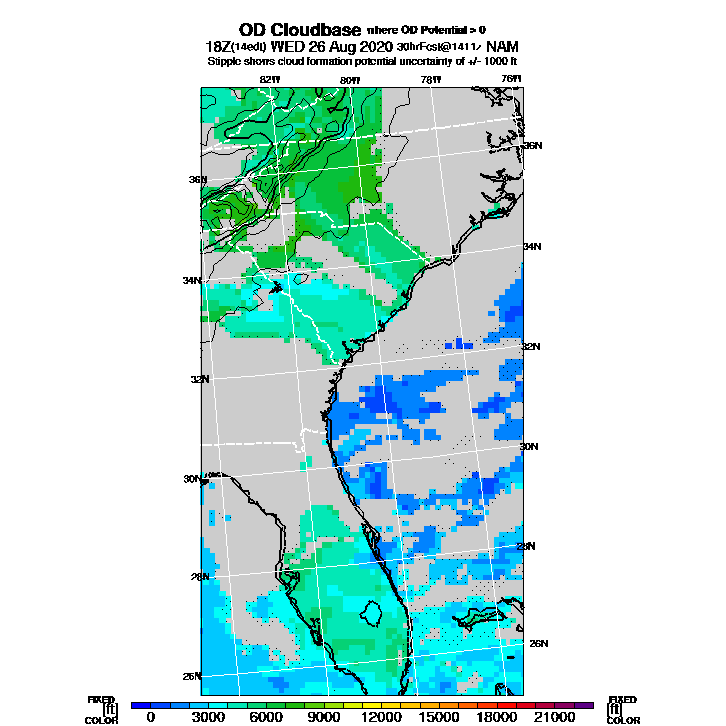 OD Cloudbase where OD Potential > 0
18Z(14edt) WED 26 Aug 2020 30hrFcst@1411z NAM
Stipple shows cloud formation potential uncertainty of +/- 1000 ft
82W 80W 78W 76W
36N
36N
34N
34N
32N
32N
30N
30N
28N
28N
26N
26N
FIXED FIXED
[ft] 0 3000 6000 9000 12000 15000 18000 21000 [ft]
COLOR COLOR